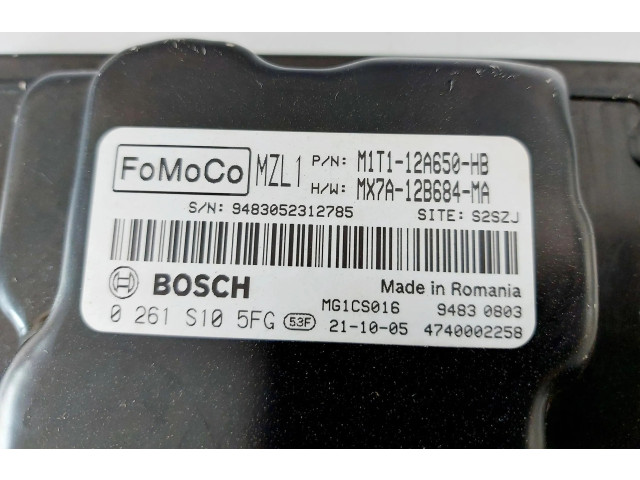 FoMoCo MZL1 P/N: M1T1-12A650-HB
H/W: MX7A-12B684-MA
S/N: 9483052312785 SITE: S2SZJ
BOSCH Made in Romania
MG1CS016 9483 0803
0 261 S10 5FG 53F 21-10-05 4740002258